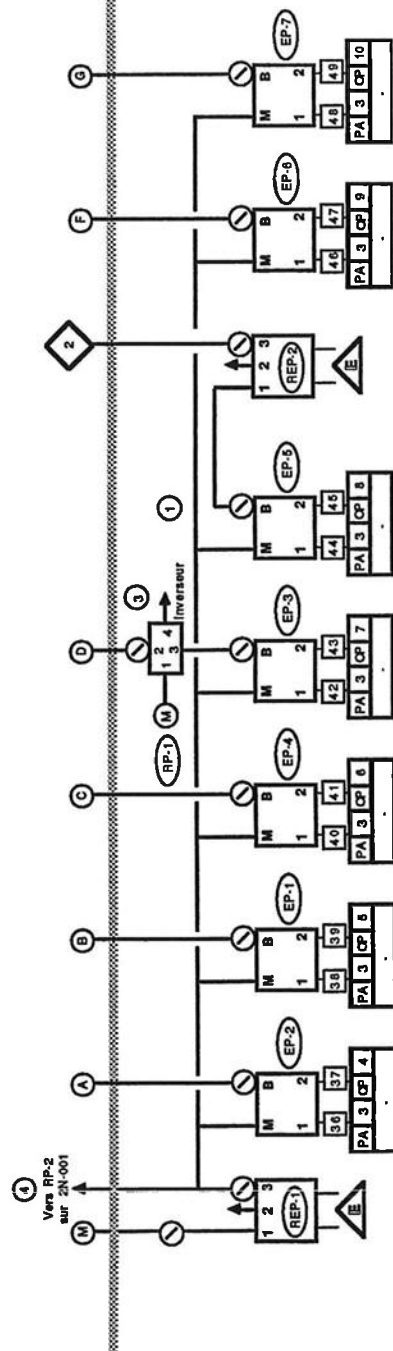 4
Vers RP-2
sur 2N-001
M
A
B
C
D
2
F
G
3
1 2
3 4
Inverseur
1
M
RP-1
1 2 3
REP-1
E
EP-2
M B
1 2
36 37
PA 3 CP 4
EP-1
M B
1 2
38 39
PA 3 CP 5
EP-4
M B
1 2
40 41
PA 3 CP 6
EP-3
M B
1 2
42 43
PA 3 CP 7
EP-5
M B
1 2
44 45
PA 3 CP 8
1 2 3
REP-2
E
EP-6
M B
1 2
46 47
PA 3 CP 9
EP-7
M B
1 2
48 49
PA 3 CP 10